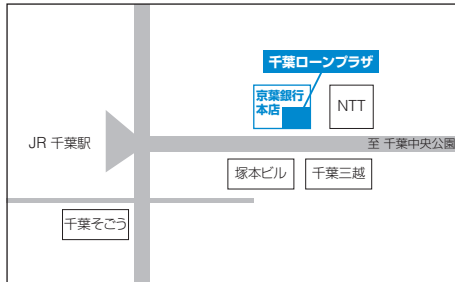 千葉ローンプラザ
京葉銀行
本店
NTT
JR 千葉駅
至 千葉中央公園
塚本ビル
千葉三越
千葉そごう